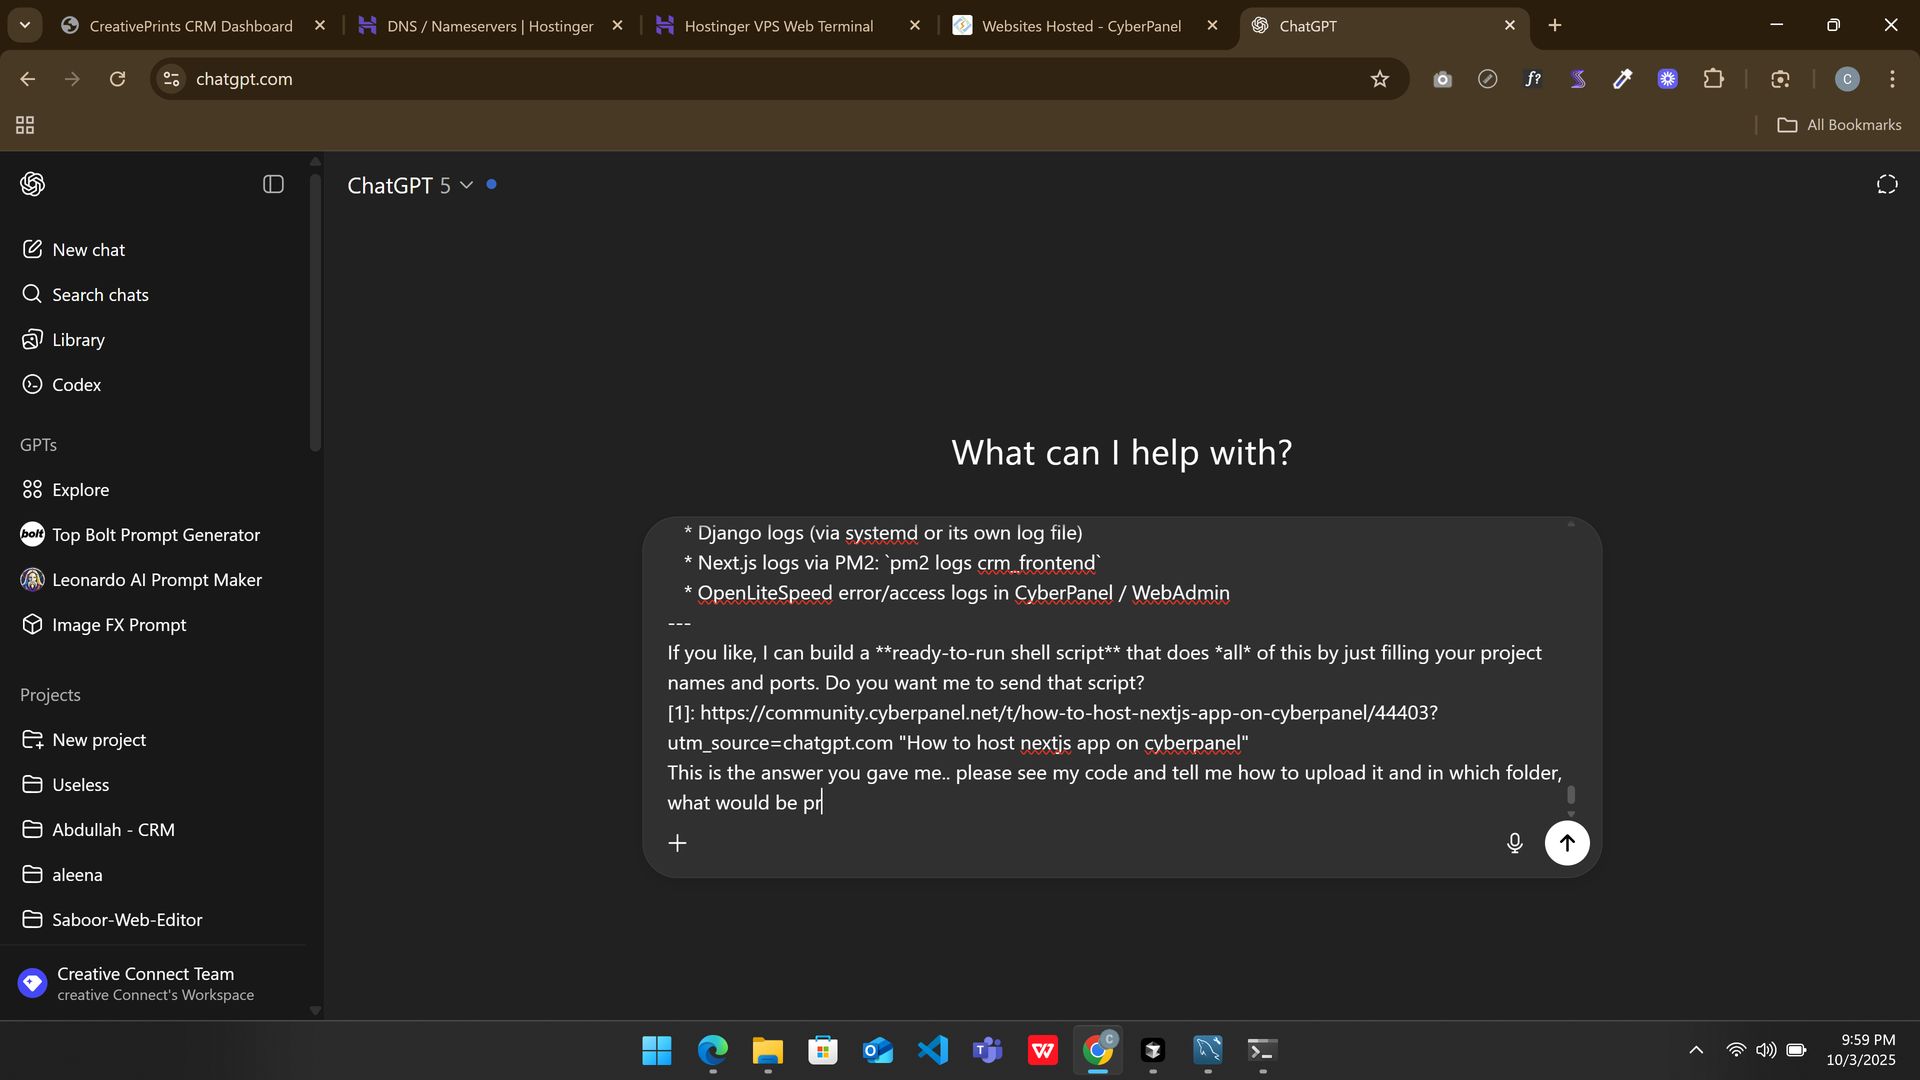 CreativePrints CRM Dashboard
DNS / Nameservers | Hostinger
Hostinger VPS Web Terminal
Websites Hosted - CyberPanel
ChatGPT
chatgpt.com
f?
C
All Bookmarks
ChatGPT 5
New chat
Search chats
Library
Codex
GPTs
Explore
bolt
Top Bolt Prompt Generator
Leonardo AI Prompt Maker
Image FX Prompt
Projects
New project
Useless
Abdullah - CRM
aleena
Saboor-Web-Editor
Creative Connect Team
creative Connect's Workspace
What can I help with?
* Django logs (via systemd or its own log file)
* Next.js logs via PM2: `pm2 logs crm_frontend`
* OpenLiteSpeed error/access logs in CyberPanel / WebAdmin
---
If you like, I can build a **ready-to-run shell script** that does *all* of this by just filling your project
names and ports. Do you want me to send that script?
[1]: https://community.cyberpanel.net/t/how-to-host-nextjs-app-on-cyberpanel/44403?
utm_source=chatgpt.com "How to host nextjs app on cyberpanel"
This is the answer you gave me.. please see my code and tell me how to upload it and in which folder,
what would be pr
C
9:59 PM
10/3/2025